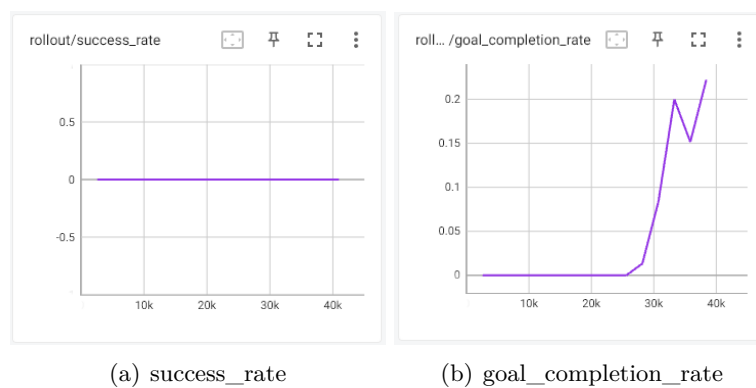 rollout/success_rate
0.5
0
-0.5
10k 20k 30k 40k
(a) success_rate
roll... /goal_completion_rate
0.2
0.15
0.1
0.05
0
10k 20k 30k 40k
(b) goal_completion_rate